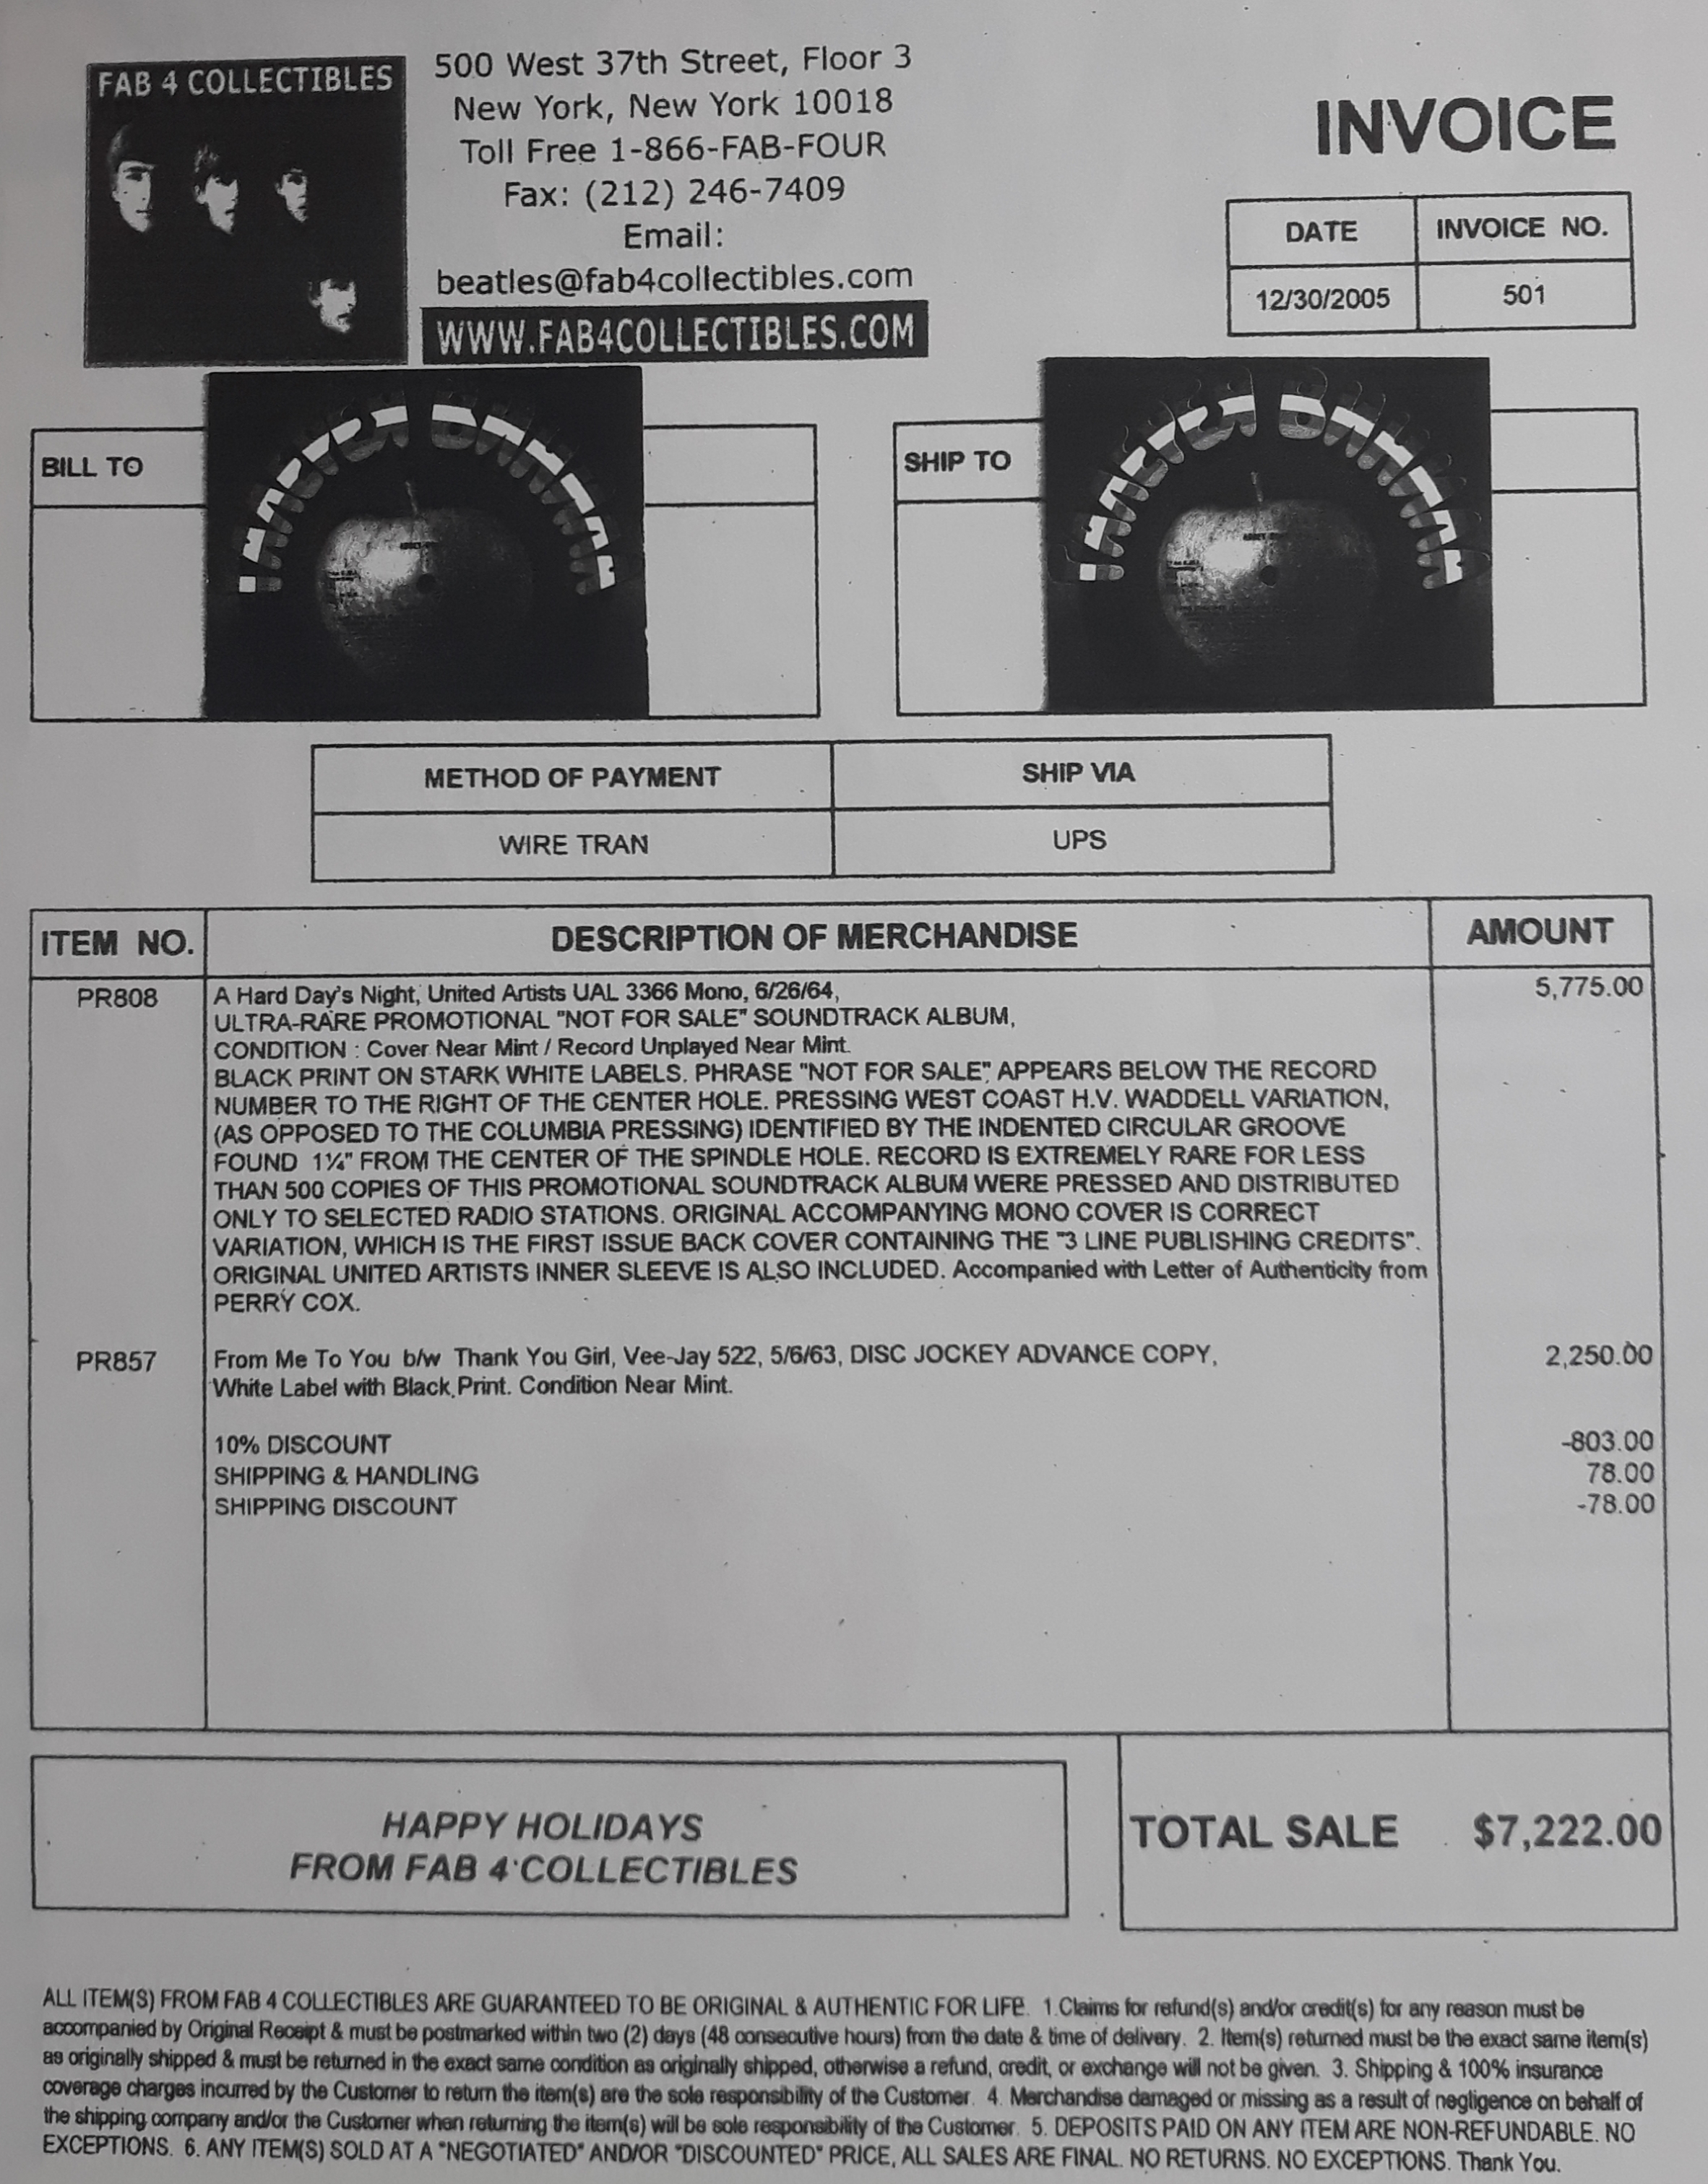 FAB 4 COLLECTIBLES
500 West 37th Street, Floor 3
New York, New York 10018
Toll Free 1-866-FAB-FOUR
Fax: (212) 246-7409
Email:
beatles@fab4collectibles.com
WWW.FAB4COLLECTIBLES.COM
INVOICE
DATE INVOICE NO.
12/30/2005 501
BILL TO
SHIP TO
METHOD OF PAYMENT SHIP VIA
WIRE TRAN UPS
ITEM NO. DESCRIPTION OF MERCHANDISE AMOUNT
PR808 A Hard Day's Night, United Artists UAL 3366 Mono, 6/26/64, 5,775.00
ULTRA-RARE PROMOTIONAL "NOT FOR SALE" SOUNDTRACK ALBUM,
CONDITION : Cover Near Mint / Record Unplayed Near Mint.
BLACK PRINT ON STARK WHITE LABELS. PHRASE "NOT FOR SALE" APPEARS BELOW THE RECORD
NUMBER TO THE RIGHT OF THE CENTER HOLE. PRESSING WEST COAST H.V. WADDELL VARIATION,
(AS OPPOSED TO THE COLUMBIA PRESSING) IDENTIFIED BY THE INDENTED CIRCULAR GROOVE
FOUND 1¼" FROM THE CENTER OF THE SPINDLE HOLE. RECORD IS EXTREMELY RARE FOR LESS
THAN 500 COPIES OF THIS PROMOTIONAL SOUNDTRACK ALBUM WERE PRESSED AND DISTRIBUTED
ONLY TO SELECTED RADIO STATIONS. ORIGINAL ACCOMPANYING MONO COVER IS CORRECT
VARIATION, WHICH IS THE FIRST ISSUE BACK COVER CONTAINING THE "3 LINE PUBLISHING CREDITS".
ORIGINAL UNITED ARTISTS INNER SLEEVE IS ALSO INCLUDED. Accompanied with Letter of Authenticity from
PERRY COX.
PR857 From Me To You b/w Thank You Girl, Vee-Jay 522, 5/6/63, DISC JOCKEY ADVANCE COPY, 2,250.00
White Label with Black Print. Condition Near Mint.
10% DISCOUNT -803.00
SHIPPING & HANDLING 78.00
SHIPPING DISCOUNT -78.00
HAPPY HOLIDAYS
FROM FAB 4 COLLECTIBLES
TOTAL SALE $7,222.00
ALL ITEM(S) FROM FAB 4 COLLECTIBLES ARE GUARANTEED TO BE ORIGINAL & AUTHENTIC FOR LIFE. 1.Claims for refund(s) and/or credit(s) for any reason must be
accompanied by Original Receipt & must be postmarked within two (2) days (48 consecutive hours) from the date & time of delivery. 2. Item(s) returned must be the exact same item(s)
as originally shipped & must be returned in the exact same condition as originally shipped, otherwise a refund, credit, or exchange will not be given. 3. Shipping & 100% insurance
coverage charges incurred by the Customer to return the item(s) are the sole responsibility of the Customer. 4. Merchandise damaged or missing as a result of negligence on behalf of
the shipping company and/or the Customer when returning the item(s) will be sole responsibility of the Customer. 5. DEPOSITS PAID ON ANY ITEM ARE NON-REFUNDABLE. NO
EXCEPTIONS. 6. ANY ITEM(S) SOLD AT A "NEGOTIATED" AND/OR "DISCOUNTED" PRICE, ALL SALES ARE FINAL. NO RETURNS. NO EXCEPTIONS. Thank You.